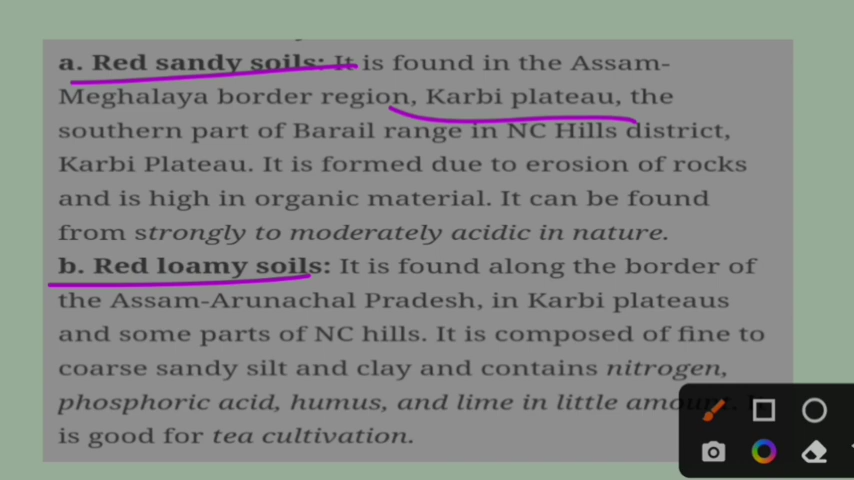 a. Red sandy soils: It is found in the Assam-
Meghalaya border region, Karbi plateau, the
southern part of Barail range in NC Hills district,
Karbi Plateau. It is formed due to erosion of rocks
and is high in organic material. It can be found
from strongly to moderately acidic in nature.
b. Red loamy soils: It is found along the border of
the Assam-Arunachal Pradesh, in Karbi plateaus
and some parts of NC hills. It is composed of fine to
coarse sandy silt and clay and contains nitrogen,
phosphoric acid, humus, and lime in little amount.
is good for tea cultivation.